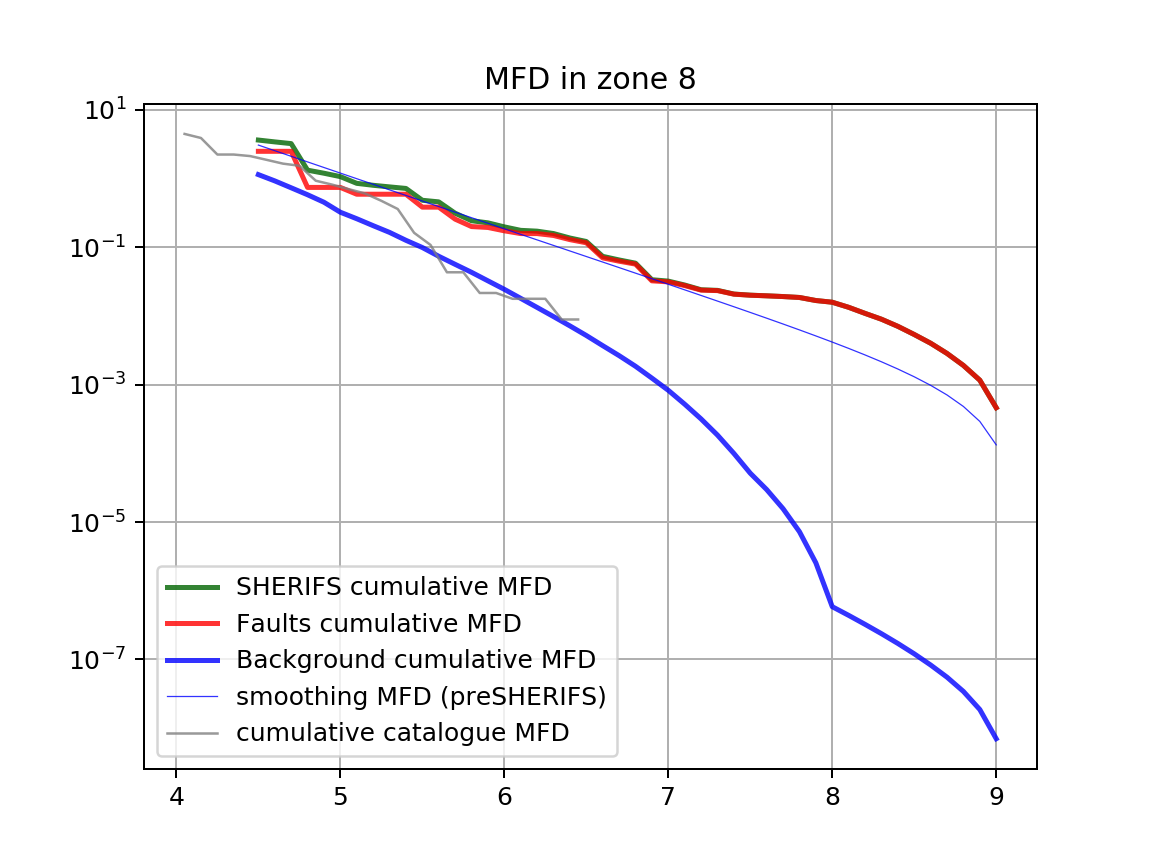 MFD in zone 8
10^1
10^-1
10^-3
10^-5
10^-7
SHERIFS cumulative MFD
Faults cumulative MFD
Background cumulative MFD
smoothing MFD (preSHERIFS)
cumulative catalogue MFD
4 5 6 7 8 9